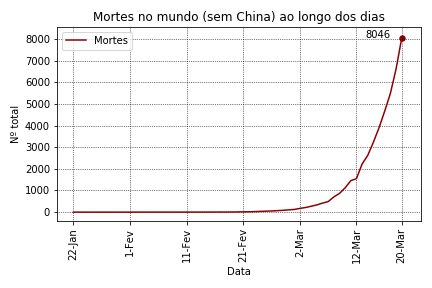 Mortes no mundo (sem China) ao longo dos dias
Mortes
8046
Nº total
8000
7000
6000
5000
4000
3000
2000
1000
0
22-Jan
1-Fev
11-Fev
21-Fev
2-Mar
12-Mar
20-Mar
Data